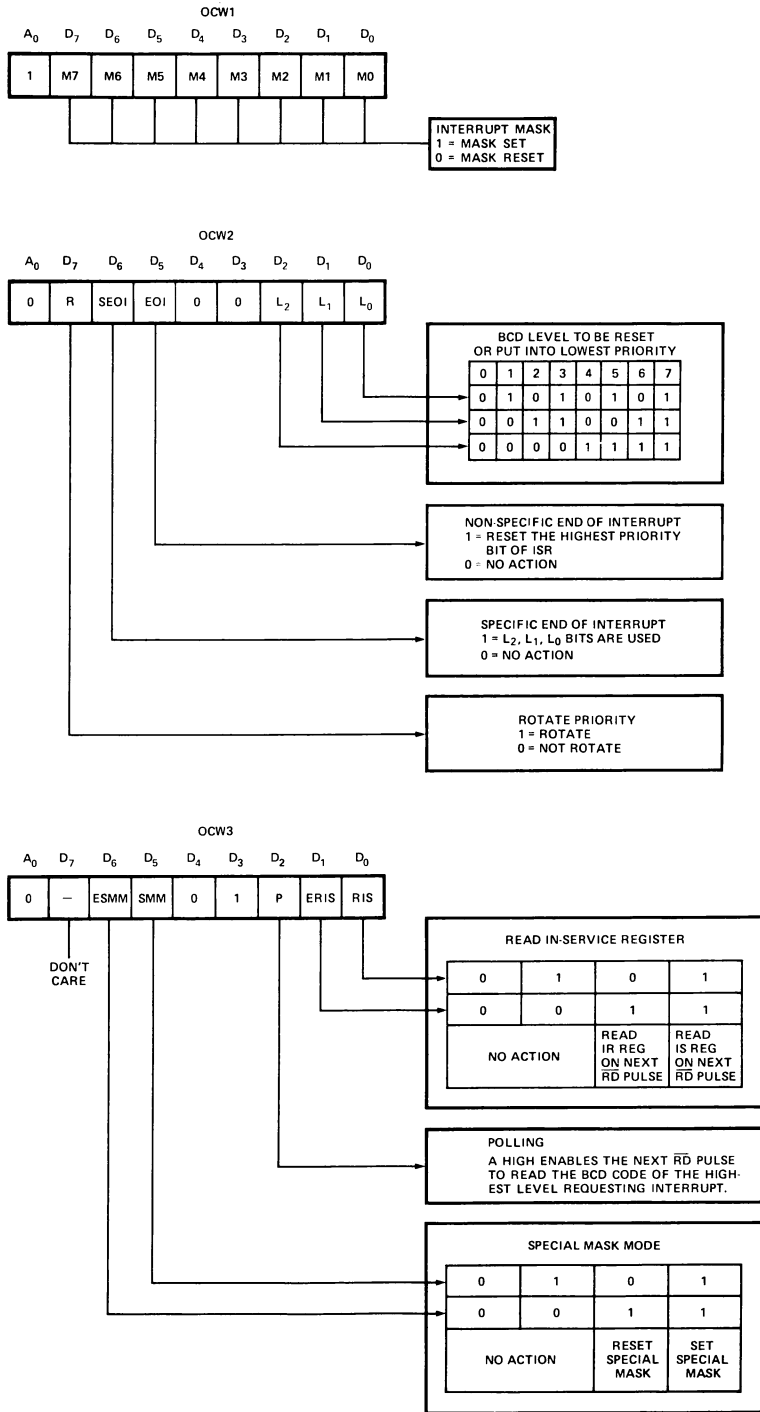 OCW1
A0 D7 D6 D5 D4 D3 D2 D1 D0
1 M7 M6 M5 M4 M3 M2 M1 M0
INTERRUPT MASK
1 = MASK SET
0 = MASK RESET
OCW2
A0 D7 D6 D5 D4 D3 D2 D1 D0
0 R SEOI EOI 0 0 L2 L1 L0
BCD LEVEL TO BE RESET
OR PUT INTO LOWEST PRIORITY
0 1 2 3 4 5 6 7
0 1 0 1 0 1 0 1
0 0 1 1 0 0 1 1
0 0 0 0 1 1 1 1
NON-SPECIFIC END OF INTERRUPT
1 = RESET THE HIGHEST PRIORITY
BIT OF ISR
0 = NO ACTION
SPECIFIC END OF INTERRUPT
1 = L2, L1, L0 BITS ARE USED
0 = NO ACTION
ROTATE PRIORITY
1 = ROTATE
0 = NOT ROTATE
OCW3
A0 D7 D6 D5 D4 D3 D2 D1 D0
0 – ESMM SMM 0 1 P ERIS RIS
DON'T
CARE
READ IN-SERVICE REGISTER
0 1 0 1
0 0 1 1
NO ACTION
READ
IR REG
ON NEXT
R̅D̅ PULSE
READ
IS REG
ON NEXT
R̅D̅ PULSE
POLLING
A HIGH ENABLES THE NEXT R̅D̅ PULSE
TO READ THE BCD CODE OF THE HIGH-
EST LEVEL REQUESTING INTERRUPT.
SPECIAL MASK MODE
0 1 0 1
0 0 1 1
NO ACTION
RESET
SPECIAL
MASK
SET
SPECIAL
MASK